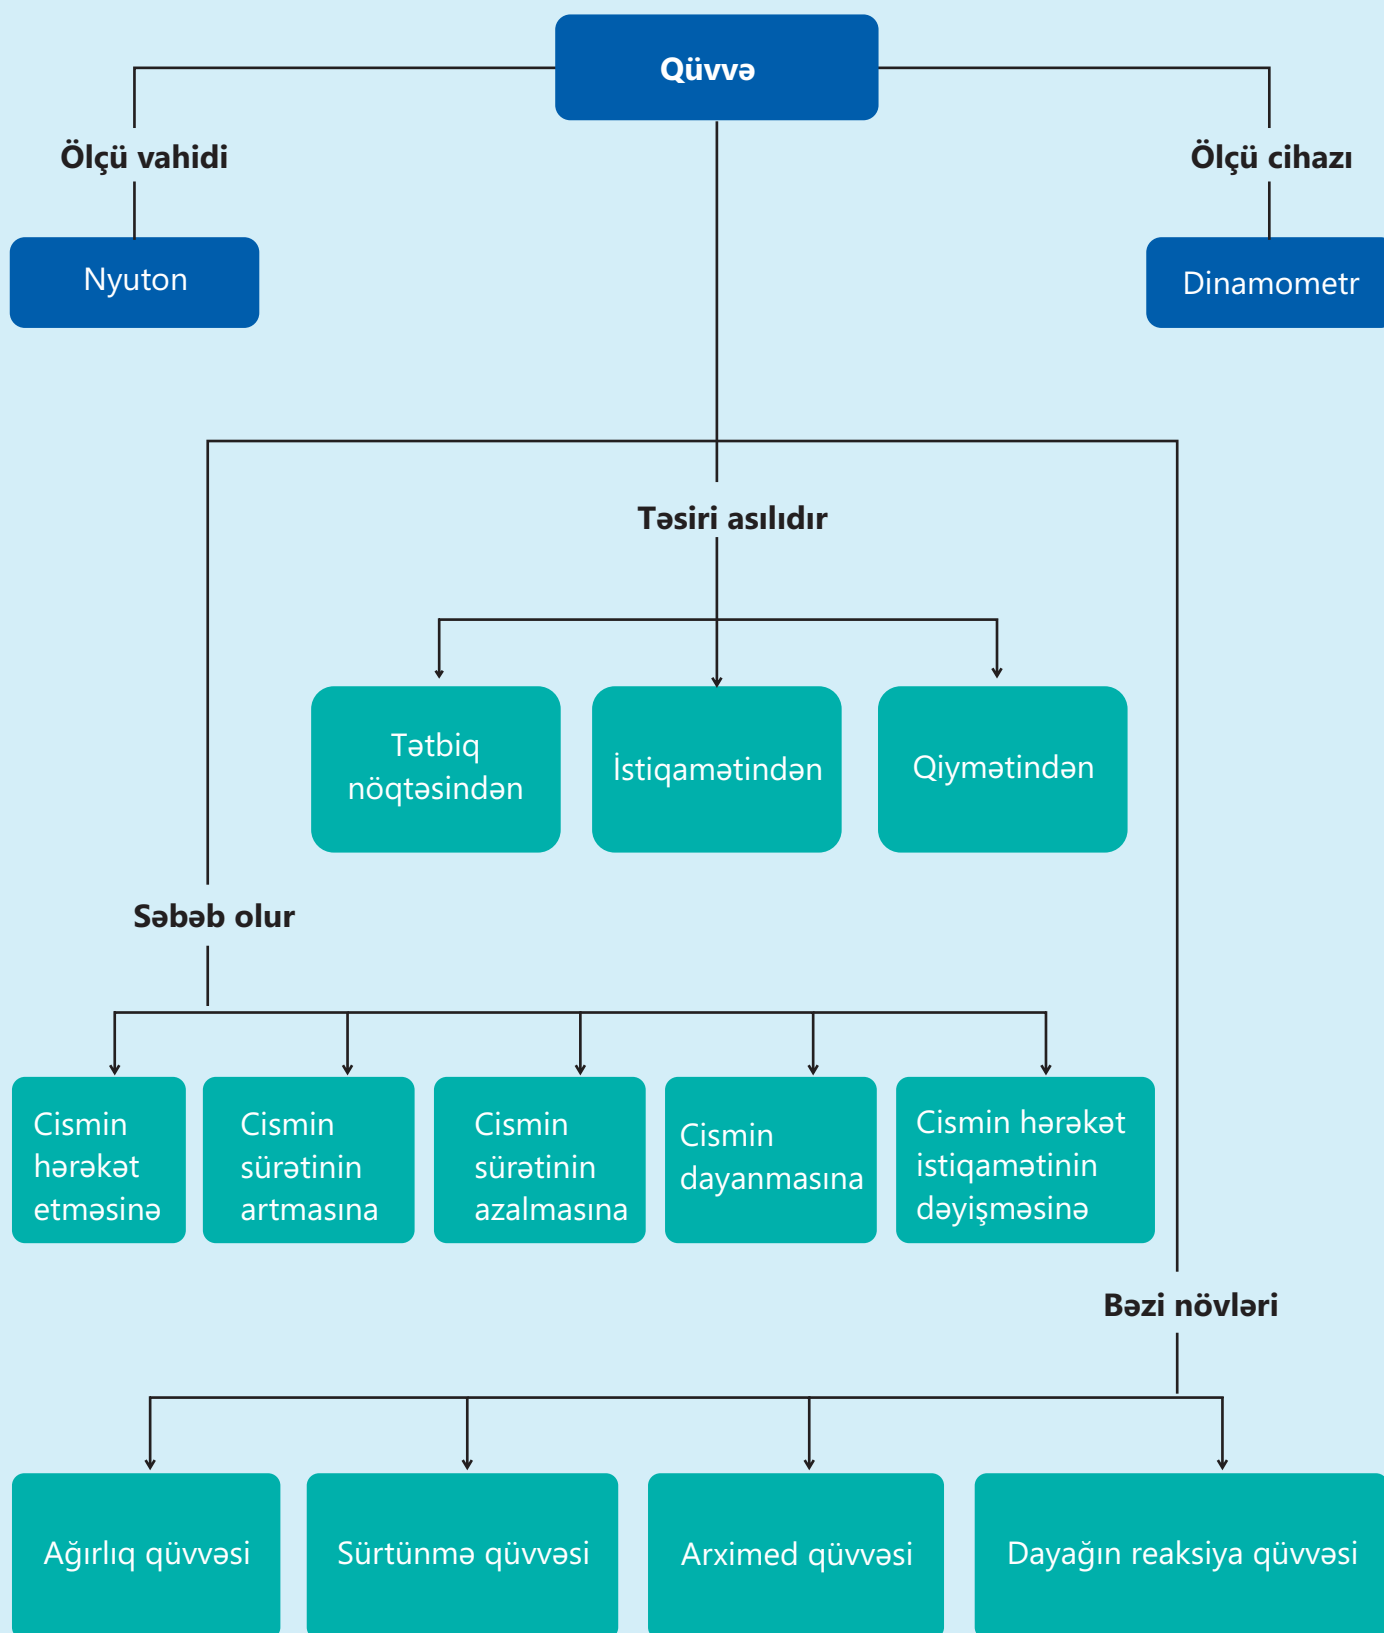 Qüvvə
Ölçü vahidi
Ölçü cihazı
Nyuton
Dinamometr
Təsiri asılıdır
Tətbiq
nöqtəsindən
İstiqamətindən
Qiymətindən
Səbəb olur
Cismin
hərəkət
etməsinə
Cismin
sürətinin
artmasına
Cismin
sürətinin
azalmasına
Cismin
dayanmasına
Cismin hərəkət
istiqamətinin
dəyişməsinə
Bəzi növləri
Ağırlıq qüvvəsi
Sürtünmə qüvvəsi
Arximed qüvvəsi
Dayağın reaksiya qüvvəsi